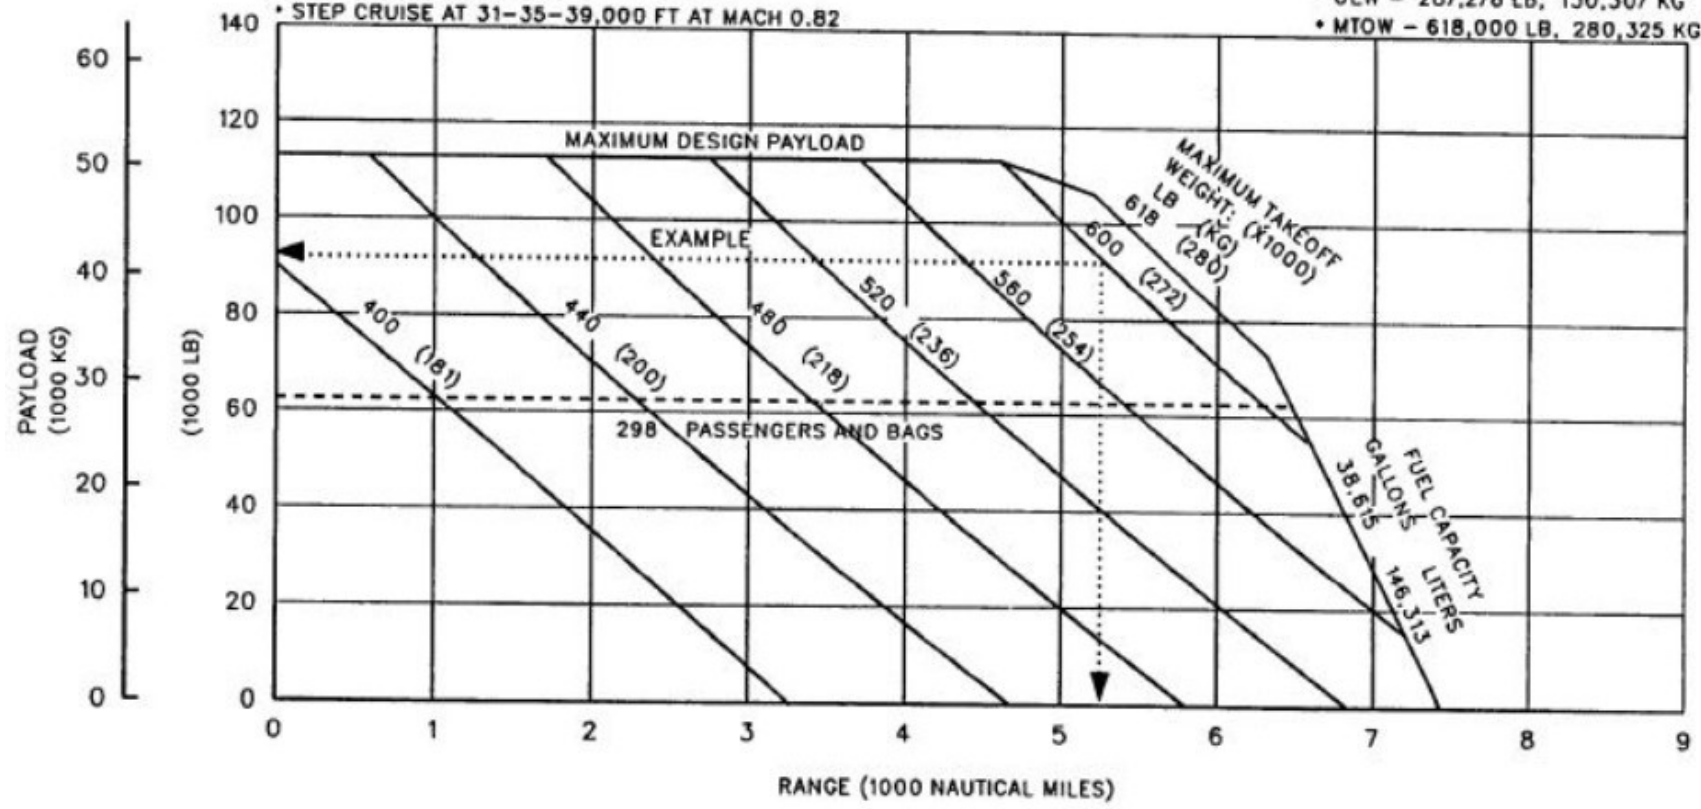 • STEP CRUISE AT 31-35-39,000 FT AT MACH 0.82
• MTOW – 618,000 LB, 280,325 KG
PAYLOAD
(1000 KG)
60
50
40
30
20
10
0
(1000 LB)
140
120
100
80
60
40
20
0
MAXIMUM DESIGN PAYLOAD
EXAMPLE
MAXIMUM TAKEOFF
WEIGHT: (X1000)
LB (KG)
618 (280)
600 (272)
560 (254)
520 (236)
480 (218)
440 (200)
400 (181)
298 PASSENGERS AND BAGS
FUEL CAPACITY
GALLONS LITERS
38,615 146,313
0 1 2 3 4 5 6 7 8 9
RANGE (1000 NAUTICAL MILES)